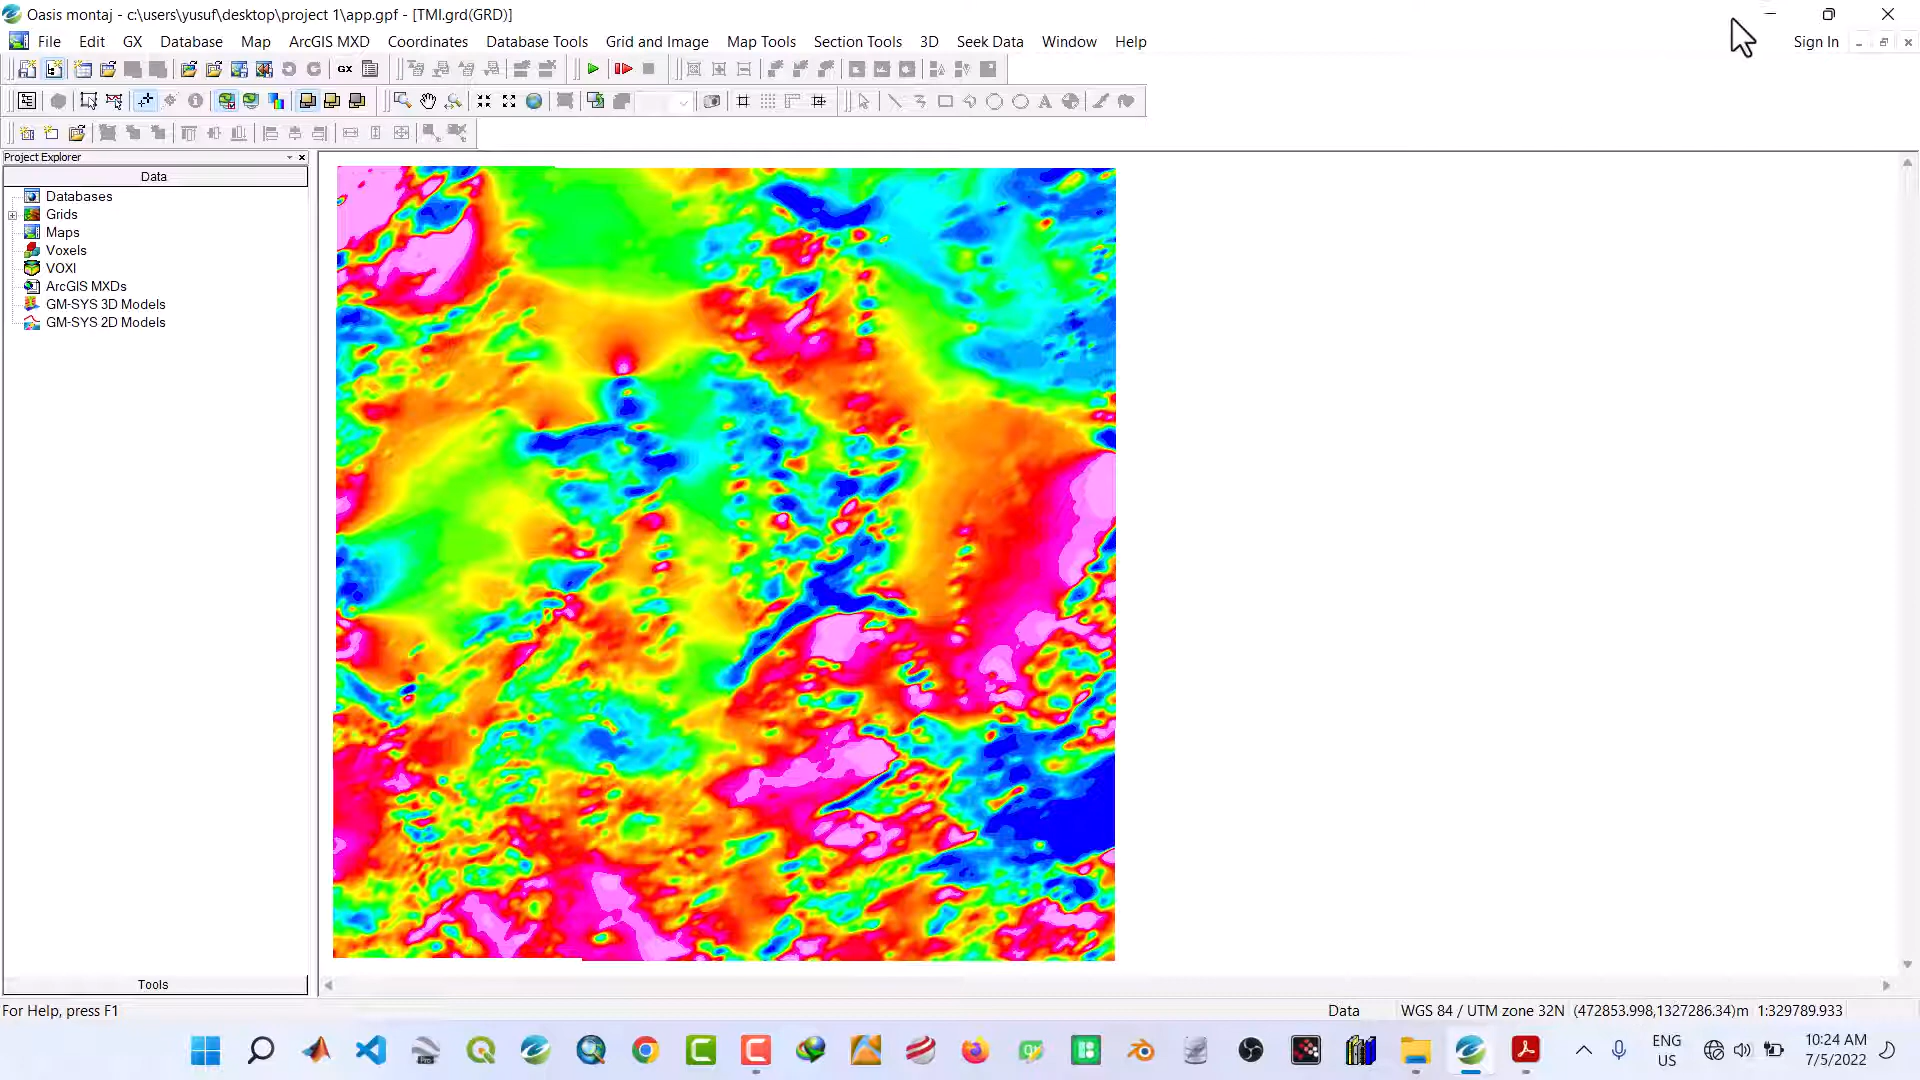 Oasis montaj - c:\users\yusuf\desktop\project 1\app.gpf - [TMI.grd(GRD)]
File Edit GX Database Map ArcGIS MXD Coordinates Database Tools Grid and Image Map Tools Section Tools 3D Seek Data Window Help Sign In
GX
Project Explorer
Data
Databases
Grids
Maps
Voxels
VOXI
ArcGIS MXDs
GM-SYS 3D Models
GM-SYS 2D Models
Tools
For Help, press F1 Data WGS 84 / UTM zone 32N (472853.998,1327286.34)m 1:329789.933
ENG
US
10:24 AM
7/5/2022